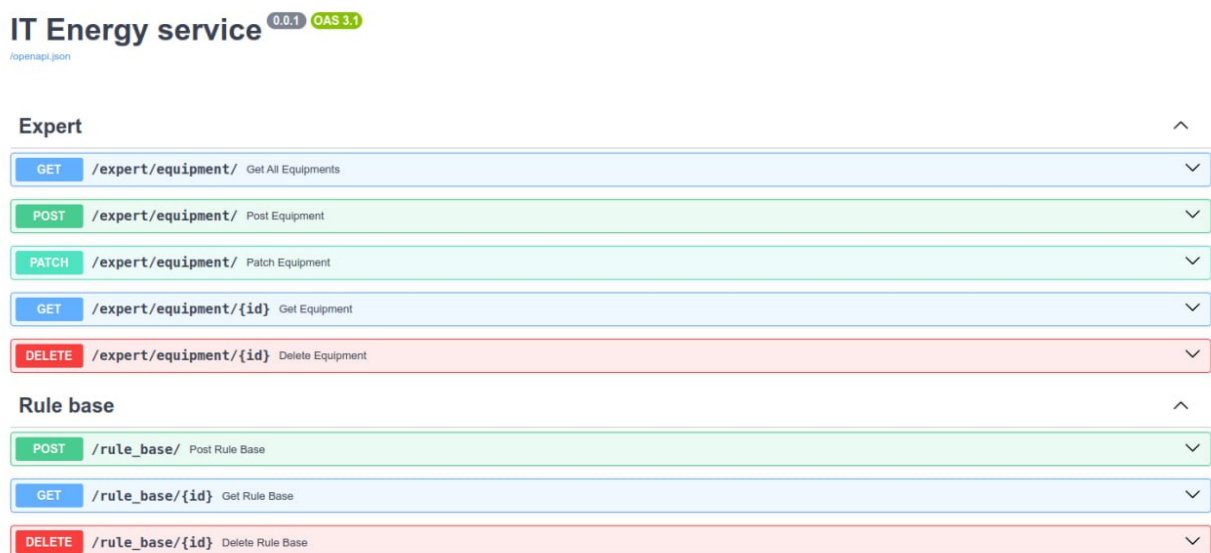 IT Energy service 0.0.1 OAS 3.1
/openapi.json
Expert
GET /expert/equipment/ Get All Equipments
POST /expert/equipment/ Post Equipment
PATCH /expert/equipment/ Patch Equipment
GET /expert/equipment/{id} Get Equipment
DELETE /expert/equipment/{id} Delete Equipment
Rule base
POST /rule_base/ Post Rule Base
GET /rule_base/{id} Get Rule Base
DELETE /rule_base/{id} Delete Rule Base